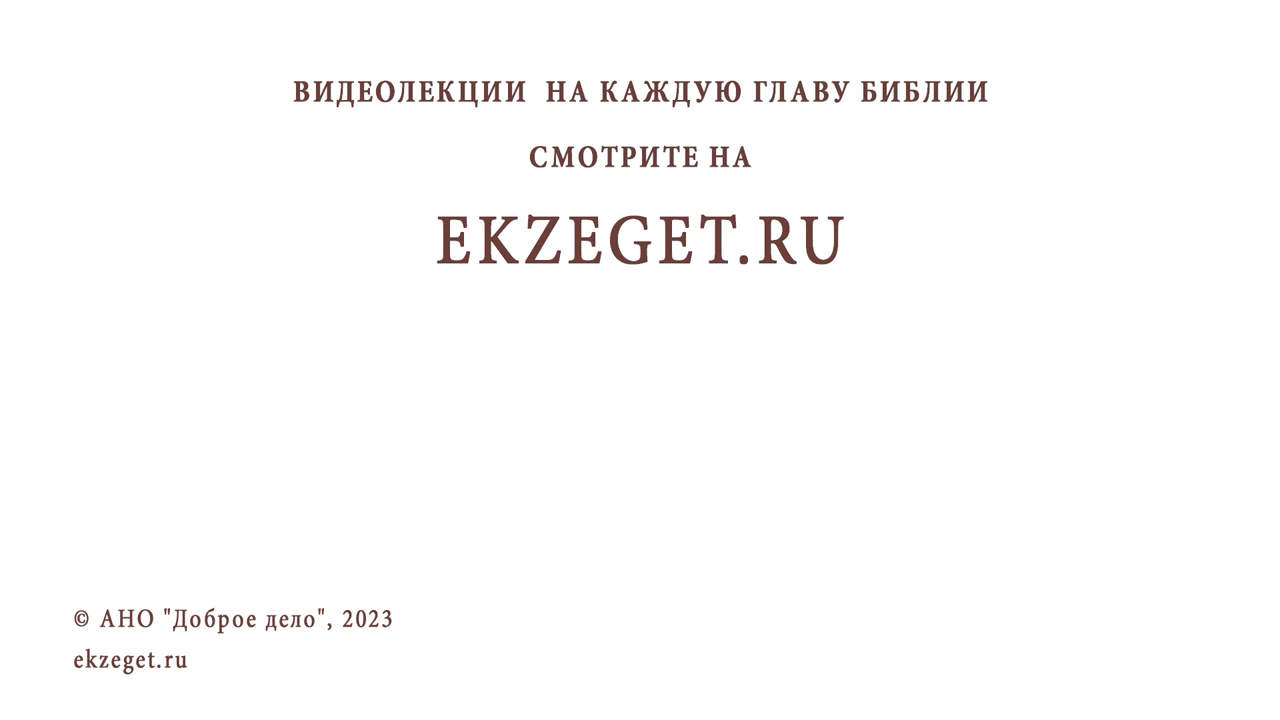 ВИДЕОЛЕКЦИИ НА КАЖДУЮ ГЛАВУ БИБЛИИ
СМОТРИТЕ НА
EKZEGET.RU
© АНО "Доброе дело", 2023
ekzeget.ru